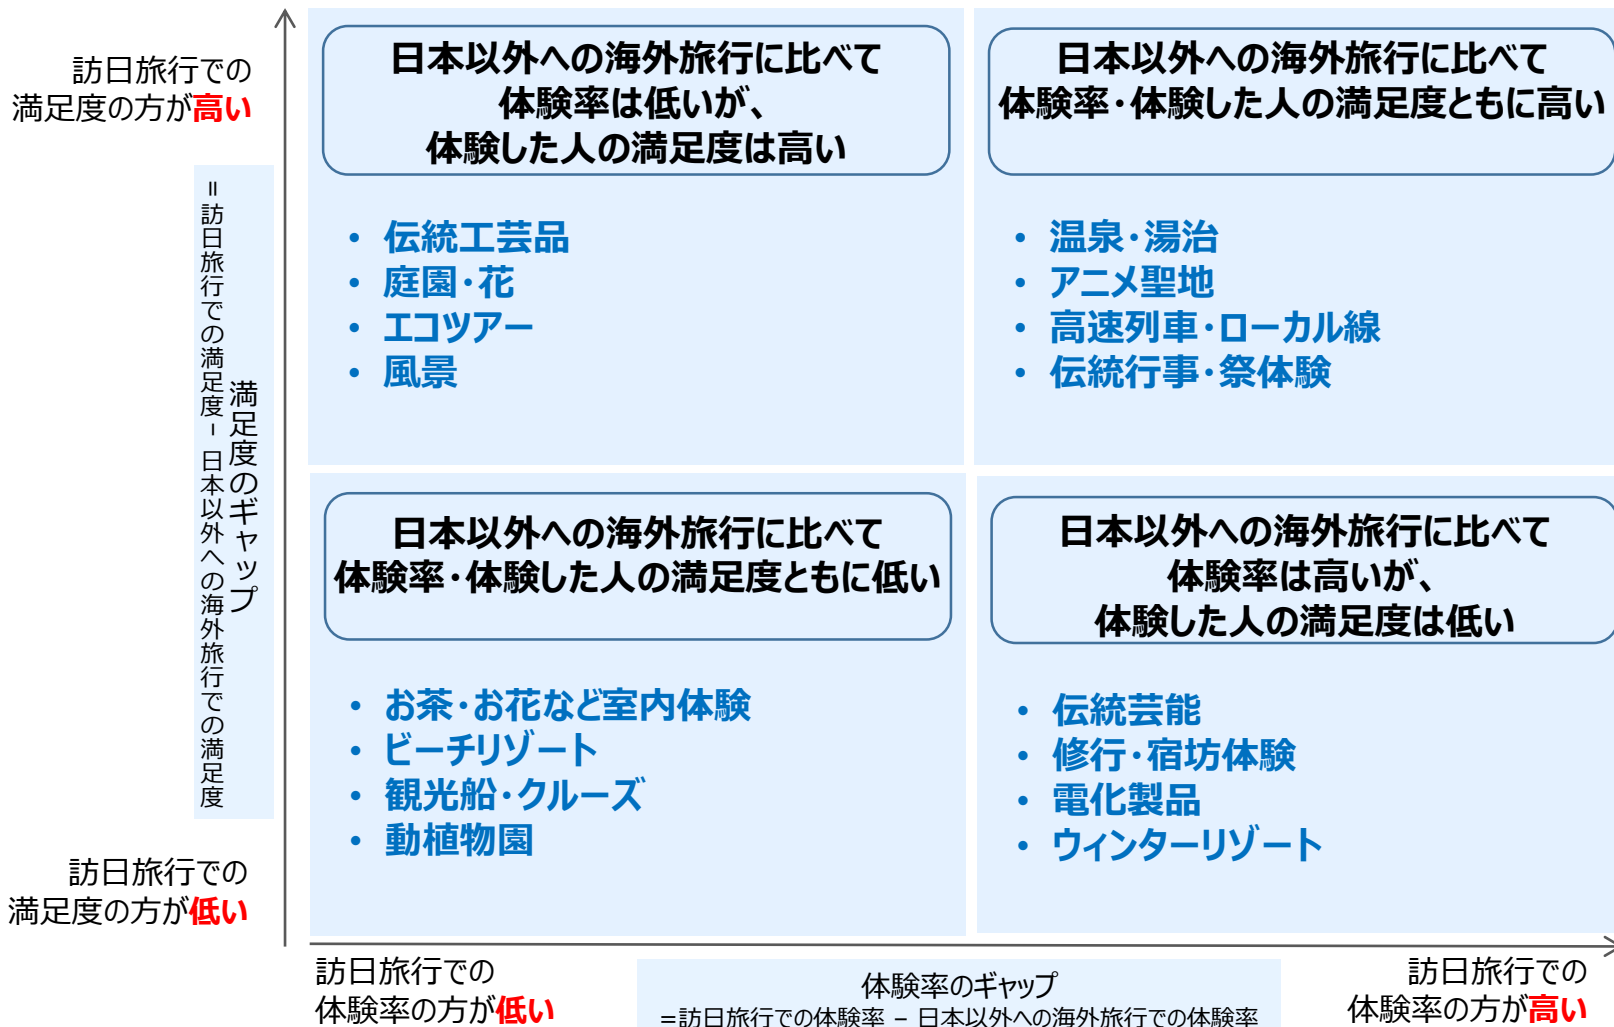 訪日旅行での
満足度の方が高い
満足度のギャップ
=訪日旅行での満足度 － 日本以外への海外旅行での満足度
訪日旅行での
満足度の方が低い
日本以外への海外旅行に比べて
体験率は低いが、
体験した人の満足度は高い
• 伝統工芸品
• 庭園･花
• エコツアー
• 風景
日本以外への海外旅行に比べて
体験率･体験した人の満足度ともに高い
• 温泉･湯治
• アニメ聖地
• 高速列車･ローカル線
• 伝統行事･祭体験
日本以外への海外旅行に比べて
体験率･体験した人の満足度ともに低い
• お茶･お花など室内体験
• ビーチリゾート
• 観光船･クルーズ
• 動植物園
日本以外への海外旅行に比べて
体験率は高いが、
体験した人の満足度は低い
• 伝統芸能
• 修行･宿坊体験
• 電化製品
• ウィンターリゾート
訪日旅行での
体験率の方が低い
体験率のギャップ
=訪日旅行での体験率 － 日本以外への海外旅行での体験率
訪日旅行での
体験率の方が高い